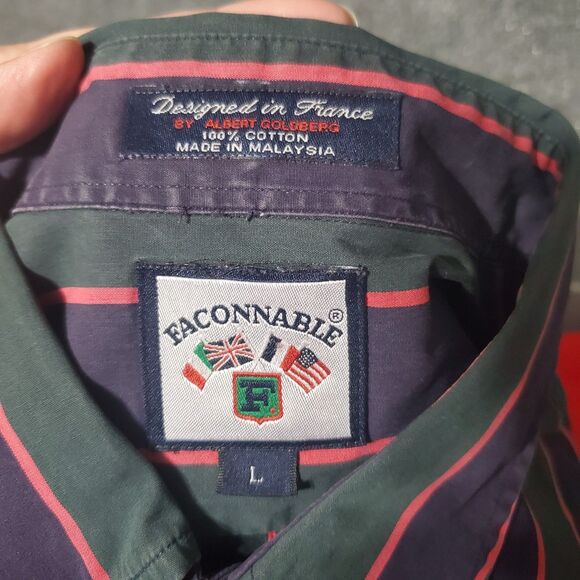 Designed in France
BY ALBERT GOLDBERG
100% COTTON
MADE IN MALAYSIA
FACONNABLE®
F.
L